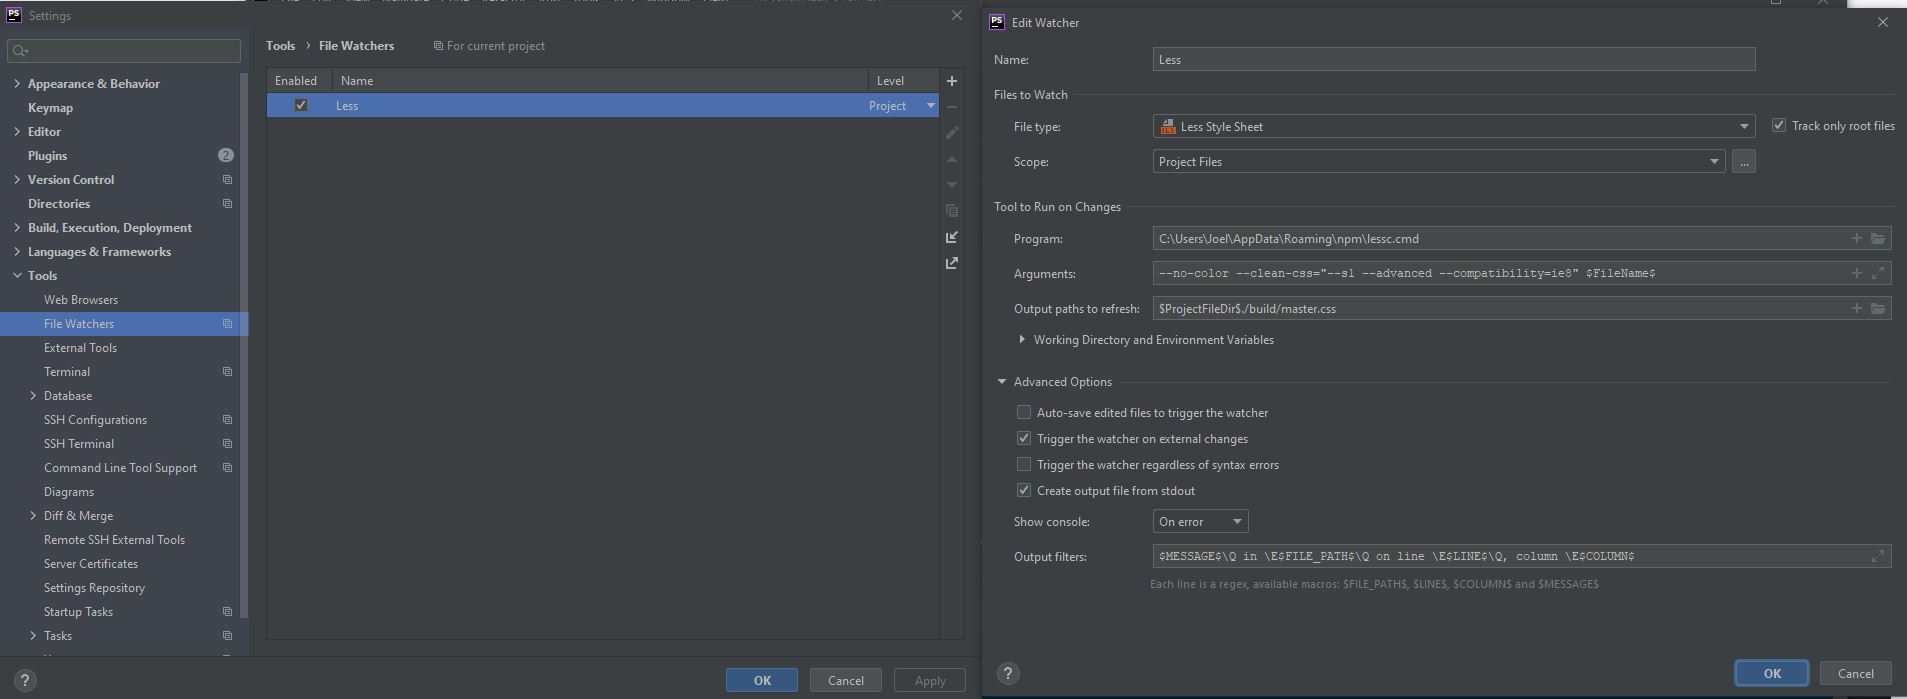 PS Settings
Tools › File Watchers For current project
Appearance & Behavior
Keymap
Editor
Plugins 2
Version Control
Directories
Build, Execution, Deployment
Languages & Frameworks
Tools
Web Browsers
File Watchers
External Tools
Terminal
Database
SSH Configurations
SSH Terminal
Command Line Tool Support
Diagrams
Diff & Merge
Remote SSH External Tools
Server Certificates
Settings Repository
Startup Tasks
Tasks
Enabled Name Level
Less Project
? OK Cancel Apply
PS Edit Watcher
Name: Less
Files to Watch
File type: Less Style Sheet Track only root files
Scope: Project Files ...
Tool to Run on Changes
Program: C:\Users\Joel\AppData\Roaming\npm\lessc.cmd
Arguments: --no-color --clean-css="--s1 --advanced --compatibility=ie8" $FileName$
Output paths to refresh: $ProjectFileDir$./build/master.css
Working Directory and Environment Variables
Advanced Options
Auto-save edited files to trigger the watcher
Trigger the watcher on external changes
Trigger the watcher regardless of syntax errors
Create output file from stdout
Show console: On error
Output filters: $MESSAGE$\Q in \E$FILE_PATH$\Q on line \E$LINE$\Q, column \E$COLUMN$
Each line is a regex, available macros: $FILE_PATH$, $LINE$, $COLUMN$ and $MESSAGE$
? OK Cancel